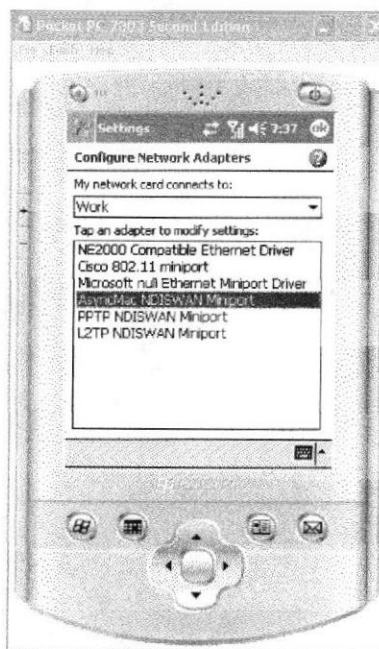 Pocket PC 2003 Second Edition
Settings 7:37 ok
Configure Network Adapters
My network card connects to:
Work
Tap an adapter to modify settings:
NE2000 Compatible Ethernet Driver
Cisco 802.11 miniport
Microsoft null Ethernet Miniport Driver
AsyncMac NDISWAN Miniport
PPTP NDISWAN Miniport
L2TP NDISWAN Miniport